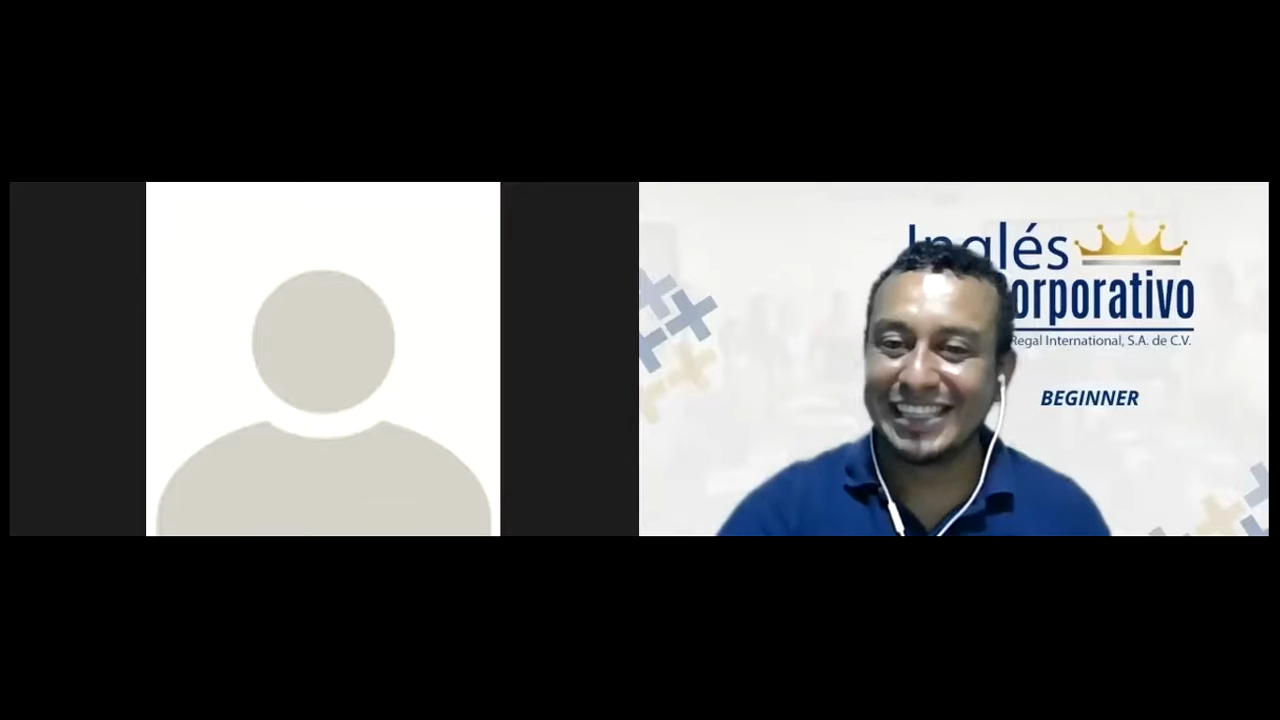 Inglés
orporativo
Regal International, S.A. de C.V.
BEGINNER